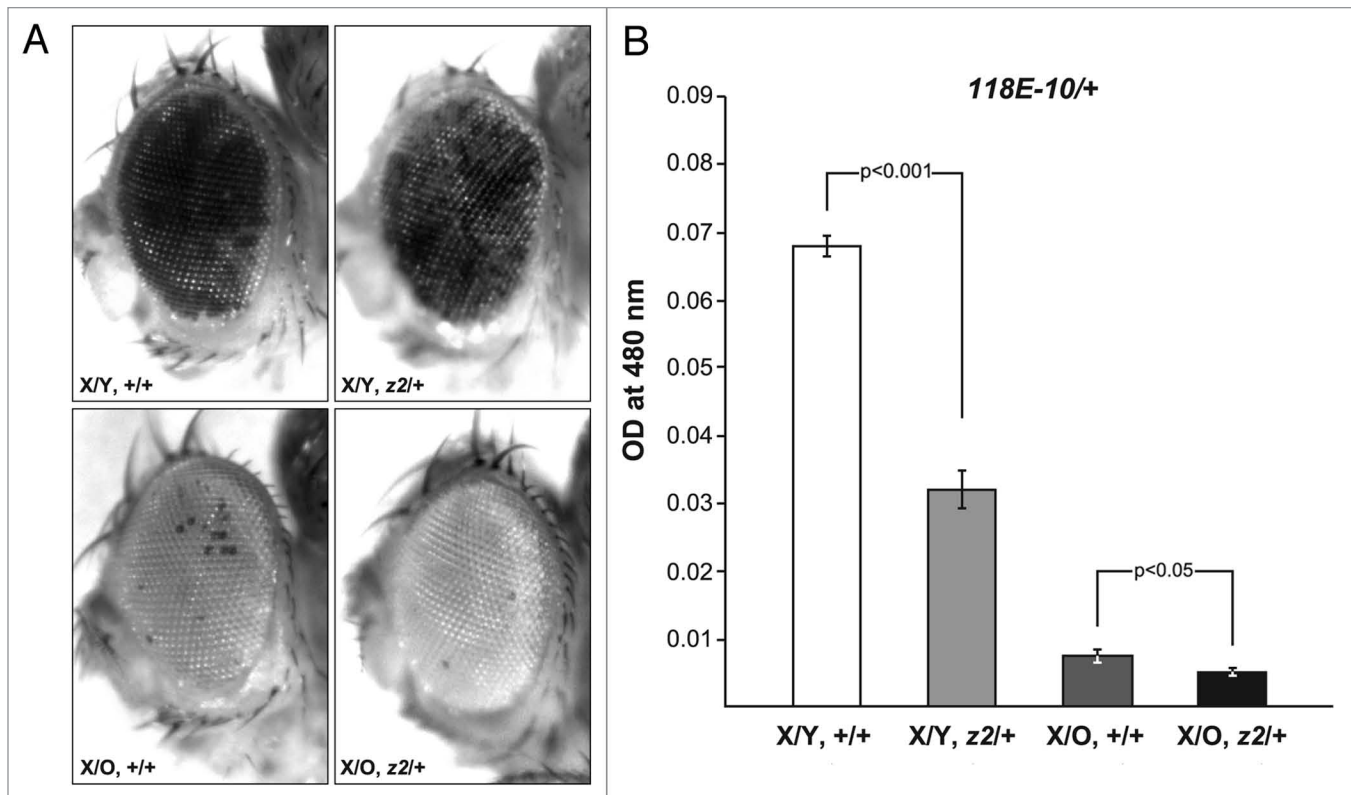 A
X/Y, +/+
X/Y, z2/+
X/O, +/+
X/O, z2/+
B
118E-10/+
OD at 480 nm
0.09
0.08
0.07
0.06
0.05
0.04
0.03
0.02
0.01
p<0.001
p<0.05
X/Y, +/+
X/Y, z2/+
X/O, +/+
X/O, z2/+